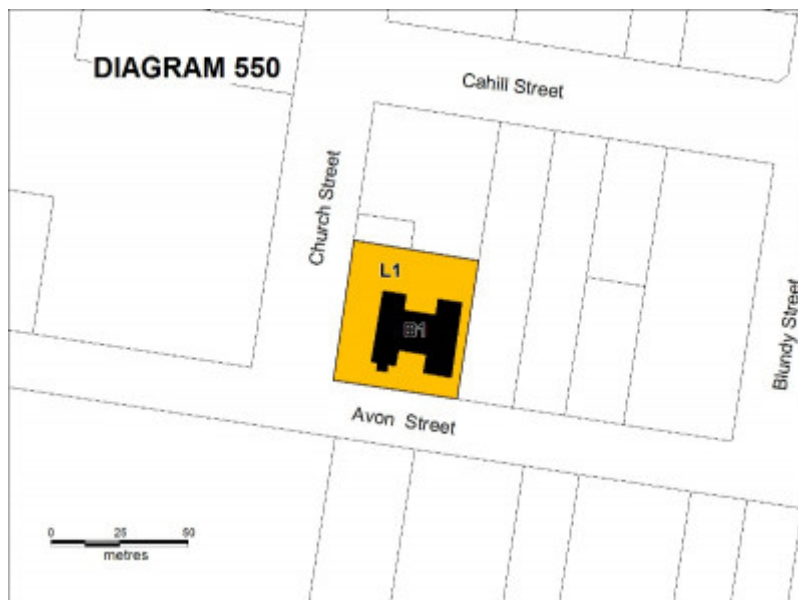 DIAGRAM 550
Cahill Street
Church Street
L1
B1
Blundy Street
Avon Street
0 25 50
metres